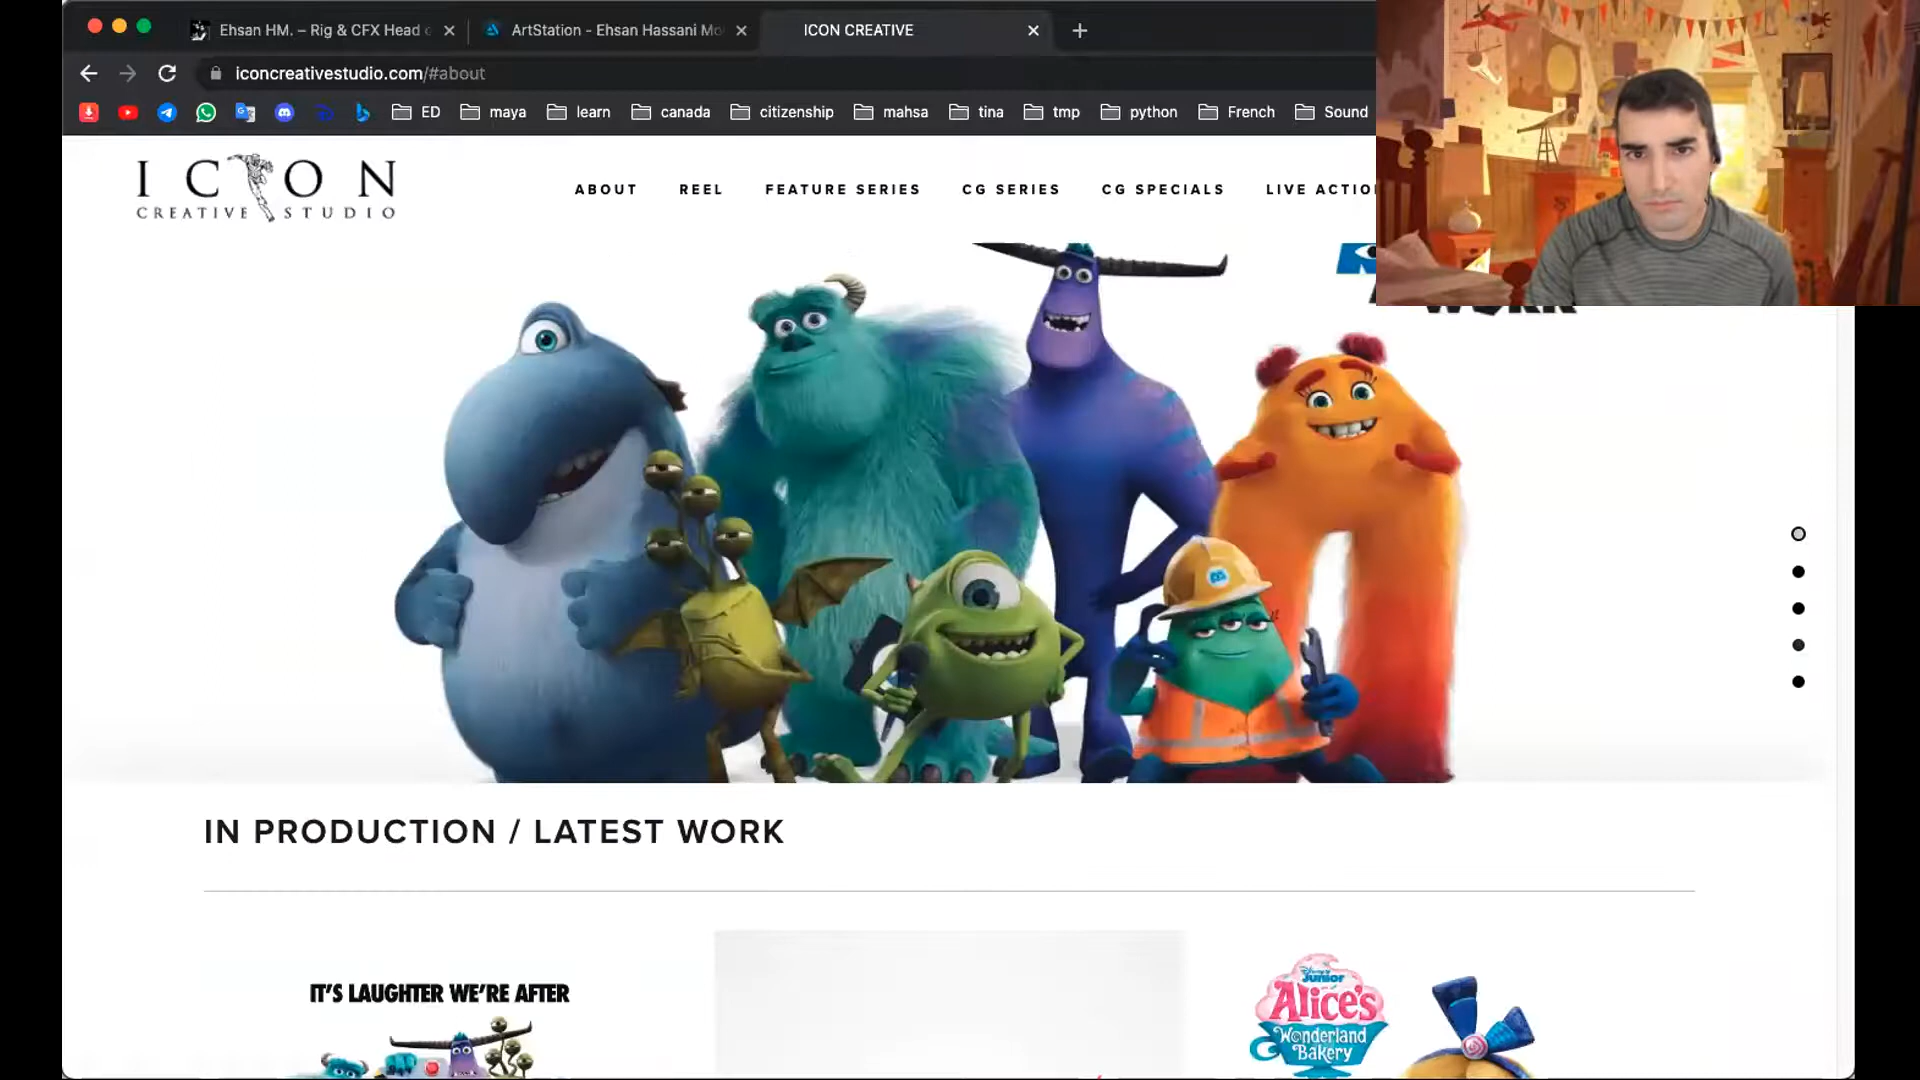 Ehsan HM. – Rig & CFX Head
ArtStation - Ehsan Hassani Mo
ICON CREATIVE
iconcreativestudio.com/#about
ED
maya
learn
canada
citizenship
mahsa
tina
tmp
python
French
Sound
ICON
CREATIVE STUDIO
ABOUT
REEL
FEATURE SERIES
CG SERIES
CG SPECIALS
LIVE ACTIO
WORK
IN PRODUCTION / LATEST WORK
IT'S LAUGHTER WE'RE AFTER
Disney
Junior
Alice's
Wonderland
Bakery